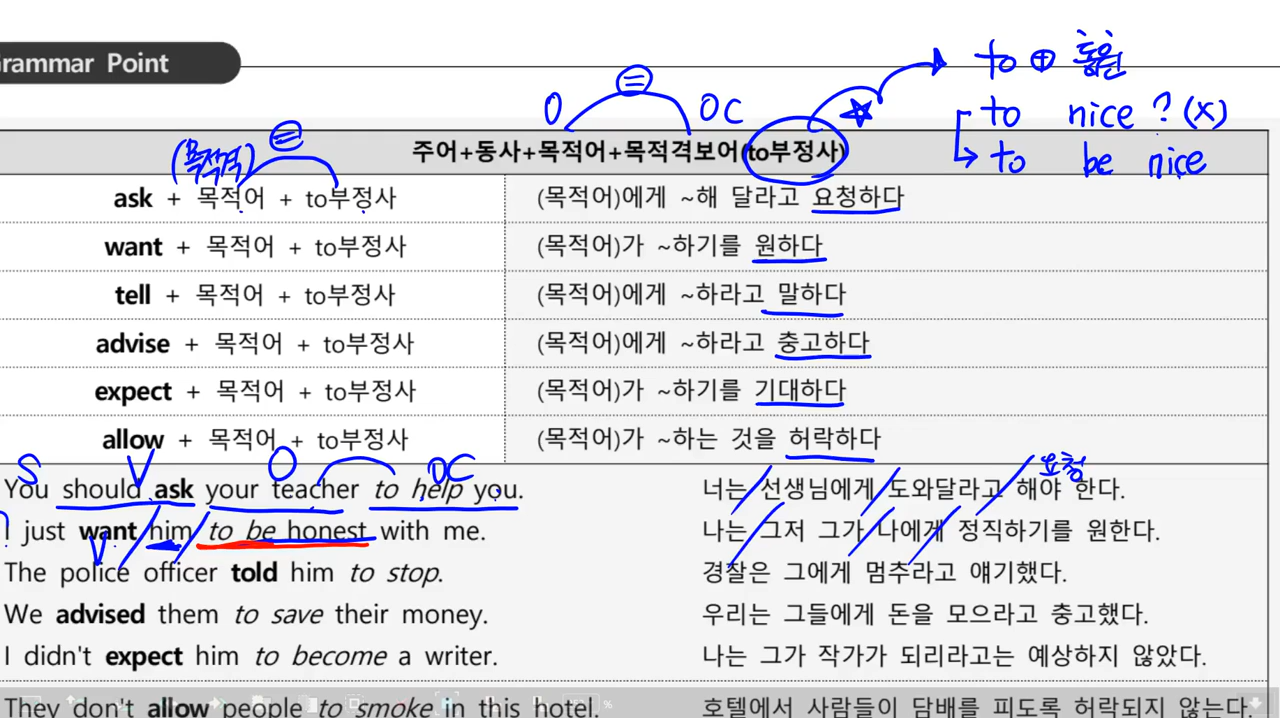 Grammar Point
to ⊕ 동원
O = OC ☆
to nice ? (x)
to be nice
(목적격) =
주어+동사+목적어+목적격보어(to부정사)
ask + 목적어 + to부정사 (목적어)에게 ~해 달라고 요청하다
want + 목적어 + to부정사 (목적어)가 ~하기를 원하다
tell + 목적어 + to부정사 (목적어)에게 ~하라고 말하다
advise + 목적어 + to부정사 (목적어)에게 ~하라고 충고하다
expect + 목적어 + to부정사 (목적어)가 ~하기를 기대하다
allow + 목적어 + to부정사 (목적어)가 ~하는 것을 허락하다
S V O OC 요청
You should ask your teacher to help you. 너는 선생님에게 도와달라고 해야 한다.
I just want him to be honest with me. 나는 그저 그가 나에게 정직하기를 원한다.
V
The police officer told him to stop. 경찰은 그에게 멈추라고 얘기했다.
We advised them to save their money. 우리는 그들에게 돈을 모으라고 충고했다.
I didn't expect him to become a writer. 나는 그가 작가가 되리라고는 예상하지 않았다.
They don't allow people to smoke in this hotel. 호텔에서 사람들이 담배를 피도록 허락되지 않는다.